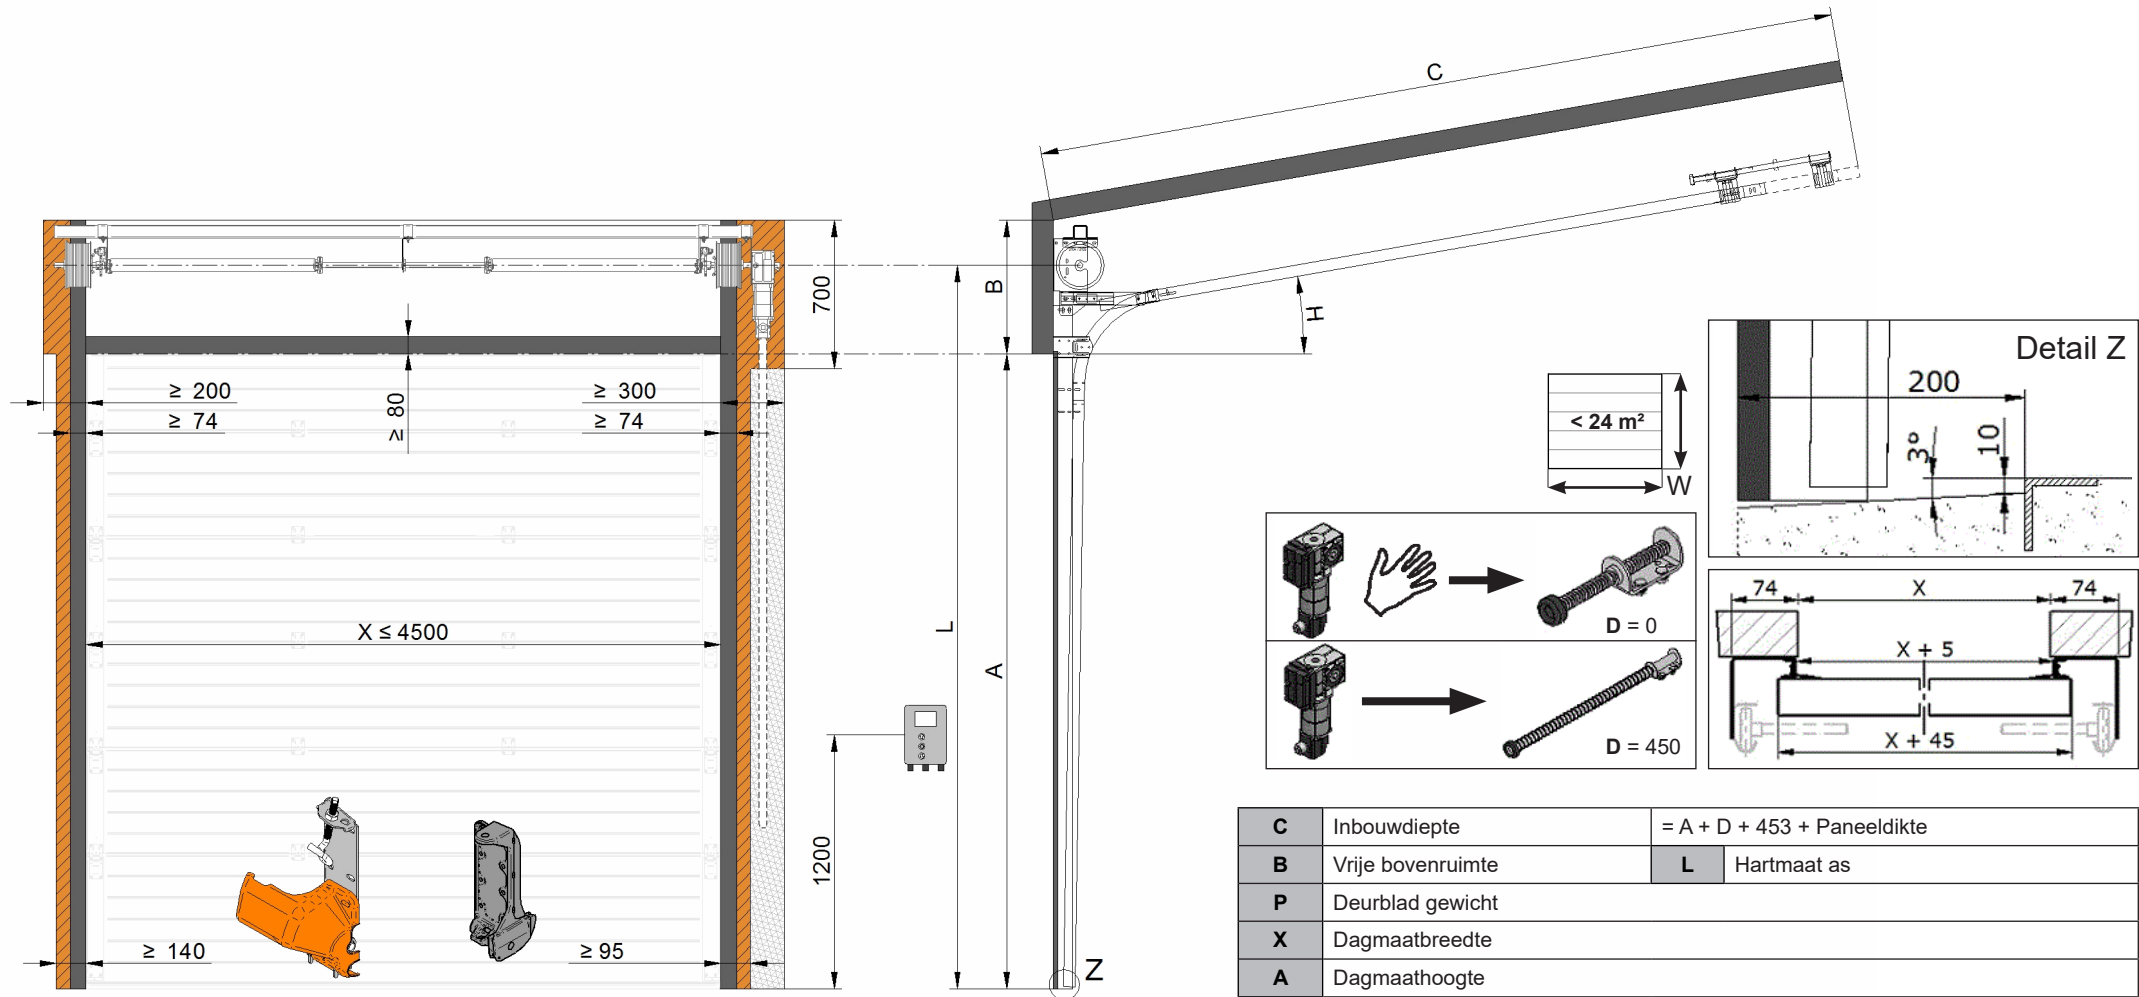 C
B
700
H
L
A
≥ 200
≥ 300
≥ 74
≥ 80
≥ 74
X ≤ 4500
1200
≥ 140
≥ 95
Z
< 24 m²
W
Detail Z
200
3°
10
D = 0
D = 450
74
X
74
X + 5
X + 45
C Inbouwdiepte = A + D + 453 + Paneeldikte
B Vrije bovenruimte L Hartmaat as
P Deurblad gewicht
X Dagmaatbreedte
A Dagmaathoogte